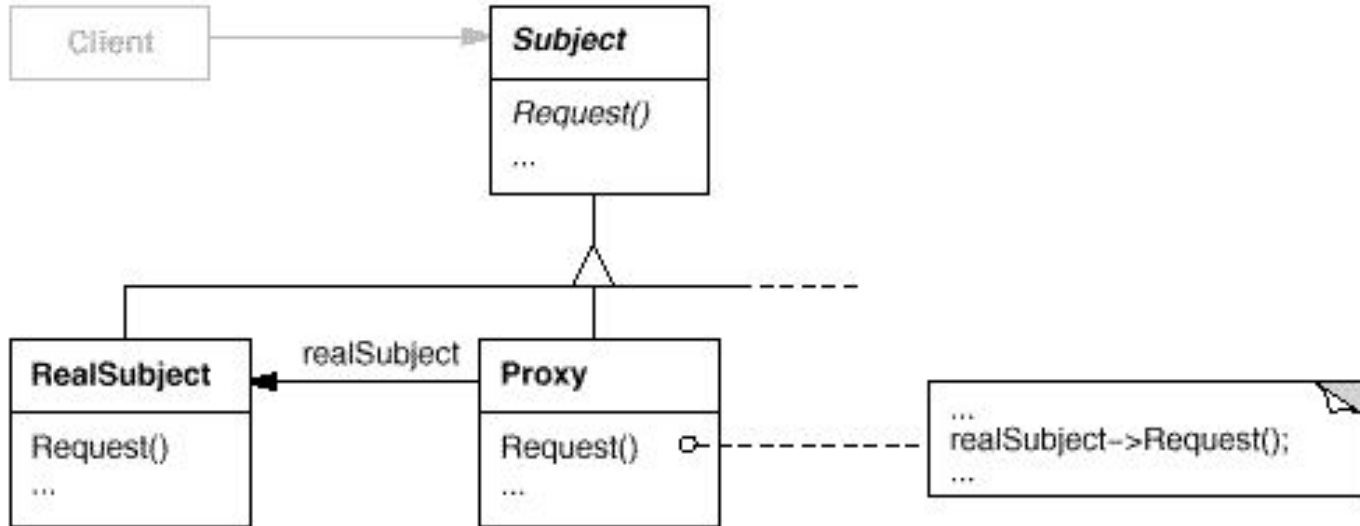 Client
Subject
Request()
...
realSubject
RealSubject
Request()
...
Proxy
Request()
...
...
realSubject->Request();
...